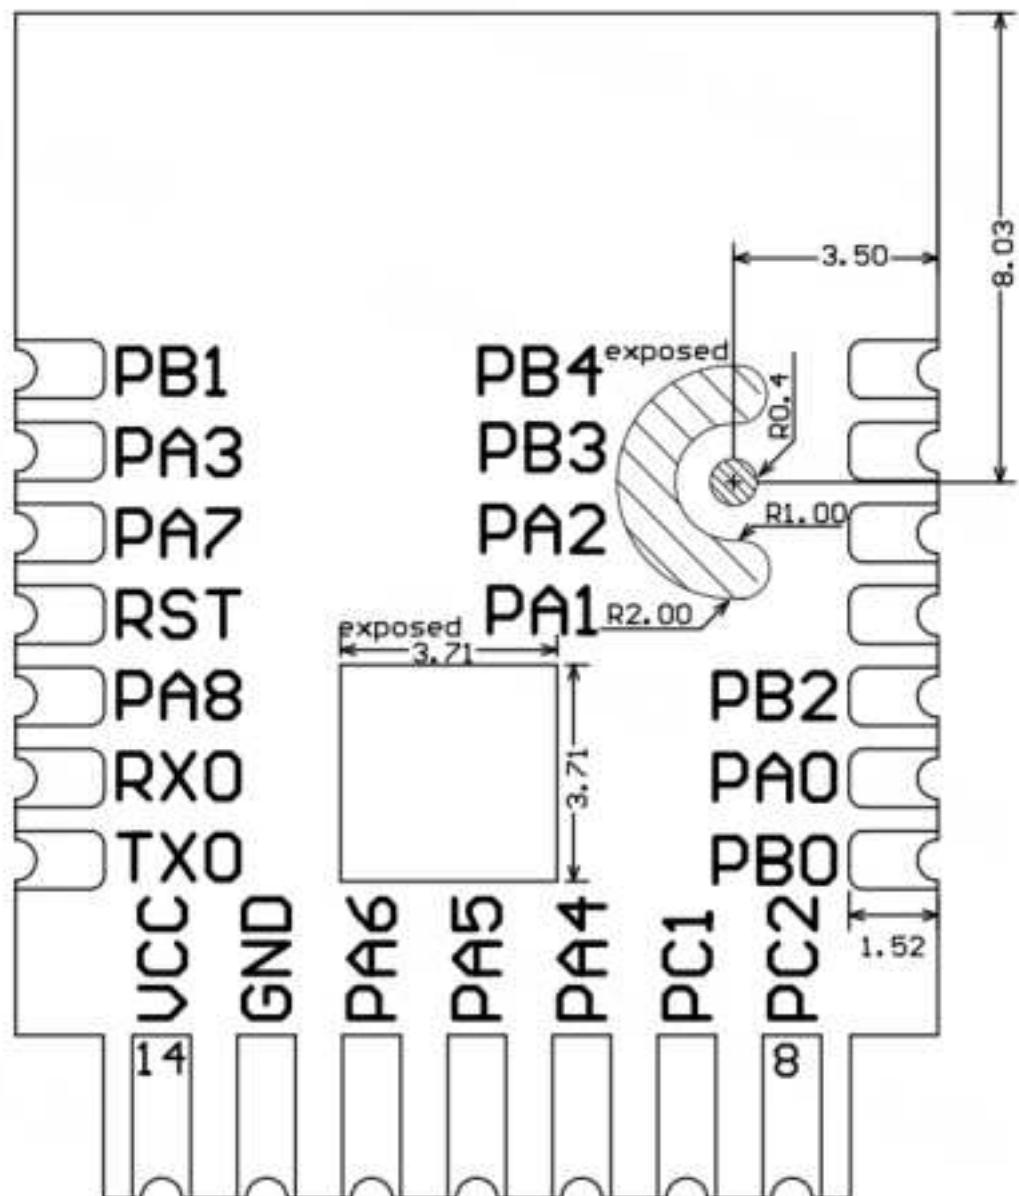 3.50
8.03
PB1
PB4
exposed
R0.4
PA3
PB3
PA7
PA2
R1.00
RST
PA1
R2.00
exposed
3.71
PA8
PB2
RX0
3.71
PA0
TX0
PB0
1.52
VCC
GND
PA6
PA5
PA4
PC1
PC2
14
8